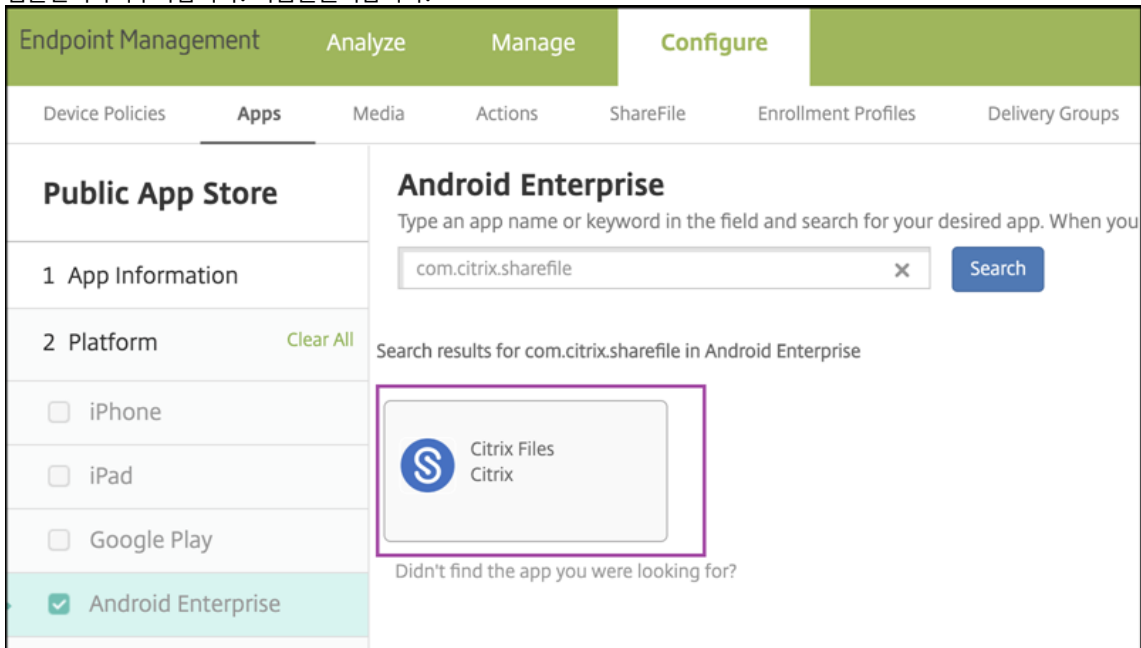 Endpoint Management Analyze Manage Configure
Device Policies Apps Media Actions ShareFile Enrollment Profiles Delivery Groups
Public App Store
1 App Information
2 Platform Clear All
iPhone
iPad
Google Play
Android Enterprise
Android Enterprise
Type an app name or keyword in the field and search for your desired app. When you
com.citrix.sharefile Search
Search results for com.citrix.sharefile in Android Enterprise
Citrix Files
Citrix
Didn't find the app you were looking for?